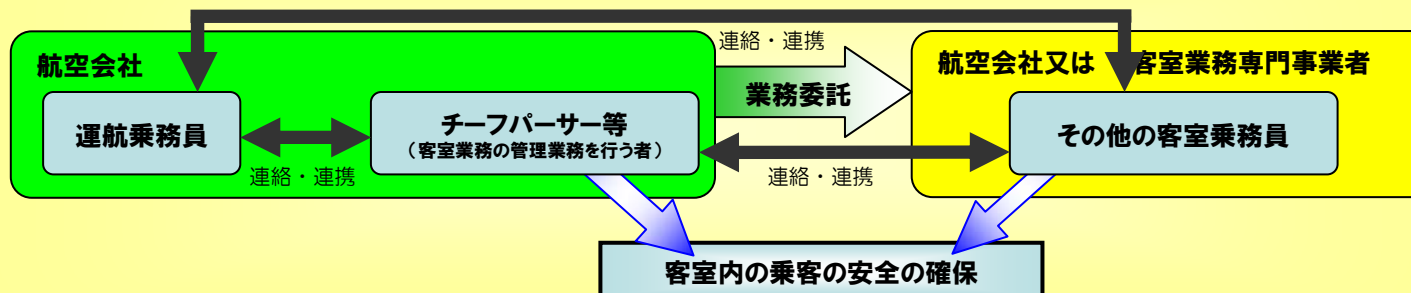 連絡・連携
航空会社
航空会社又は 客室業務専門事業者
業務委託
運航乗務員
チーフパーサー等
（客室業務の管理業務を行う者）
その他の客室乗務員
連絡・連携
連絡・連携
客室内の乗客の安全の確保